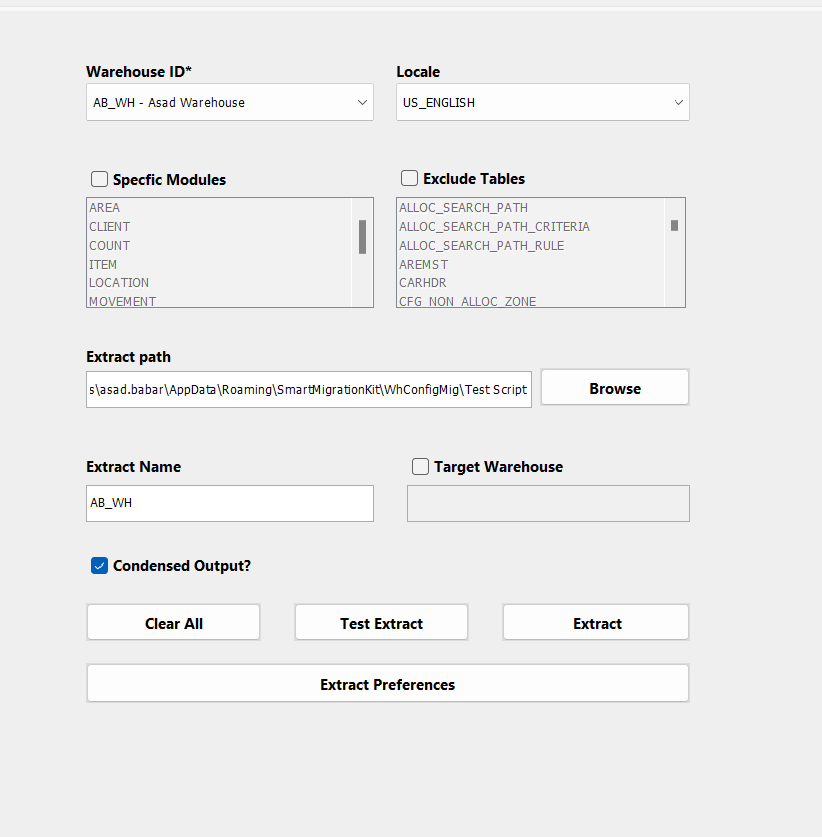 Warehouse ID*
Locale
AB_WH - Asad Warehouse
US_ENGLISH
Specfic Modules
Exclude Tables
AREA
CLIENT
COUNT
ITEM
LOCATION
MOVEMENT
ALLOC_SEARCH_PATH
ALLOC_SEARCH_PATH_CRITERIA
ALLOC_SEARCH_PATH_RULE
AREMST
CARHDR
CFG_NON_ALLOC_ZONE
Extract path
s\asad.babar\AppData\Roaming\SmartMigrationKit\WhConfigMig\Test Script
Browse
Extract Name
Target Warehouse
AB_WH
Condensed Output?
Clear All
Test Extract
Extract
Extract Preferences